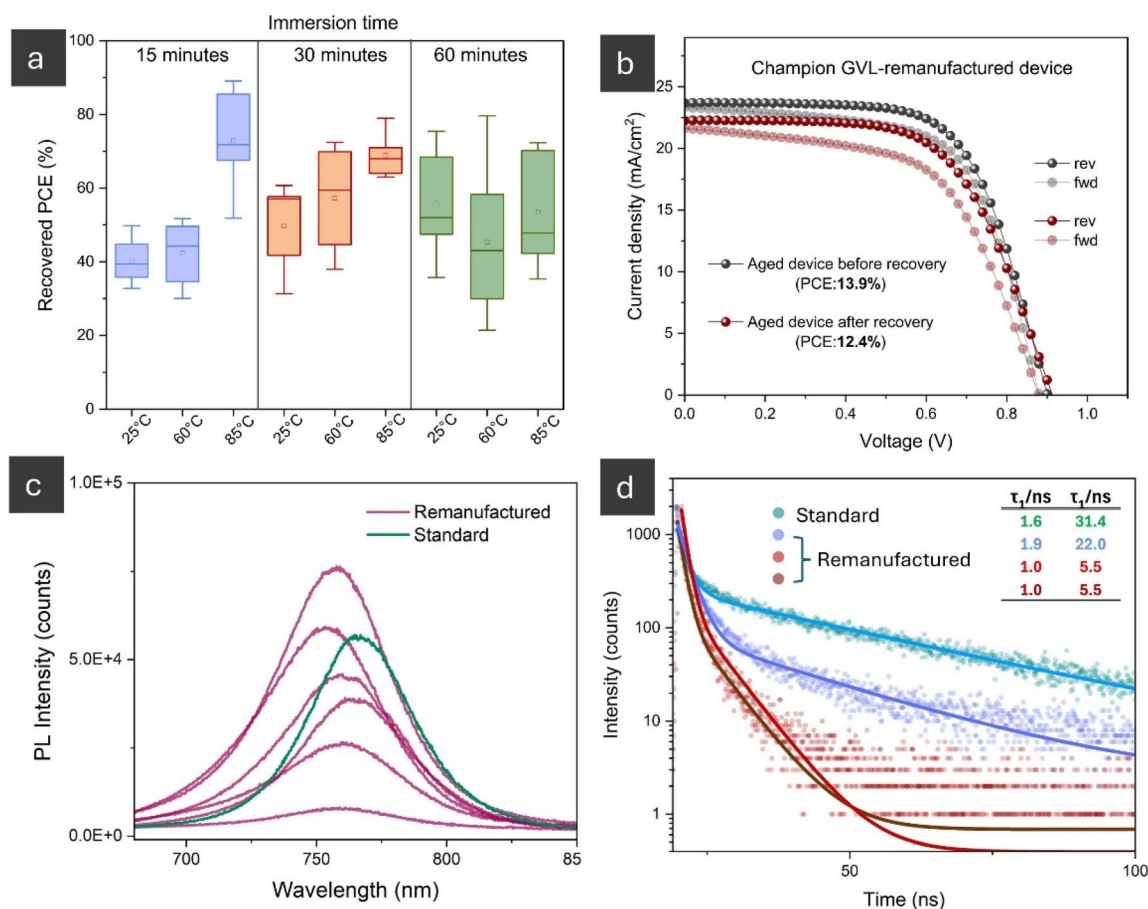 a
Immersion time
15 minutes 30 minutes 60 minutes
Recovered PCE (%)
100
80
60
40
20
0
25°C 60°C 85°C 25°C 60°C 85°C 25°C 60°C 85°C
b
Champion GVL-remanufactured device
Current density (mA/cm²)
25
20
15
10
5
0
rev
fwd
rev
fwd
Aged device before recovery
(PCE:13.9%)
Aged device after recovery
(PCE:12.4%)
0.0 0.2 0.4 0.6 0.8 1.0
Voltage (V)
c
PL Intensity (counts)
1.0E+5
5.0E+4
0.0E+0
Remanufactured
Standard
700 750 800 85
Wavelength (nm)
d
Intensity (counts)
1000
100
10
1
Standard
Remanufactured
τ₁/ns τ₁/ns
1.6 31.4
1.9 22.0
1.0 5.5
1.0 5.5
50 100
Time (ns)